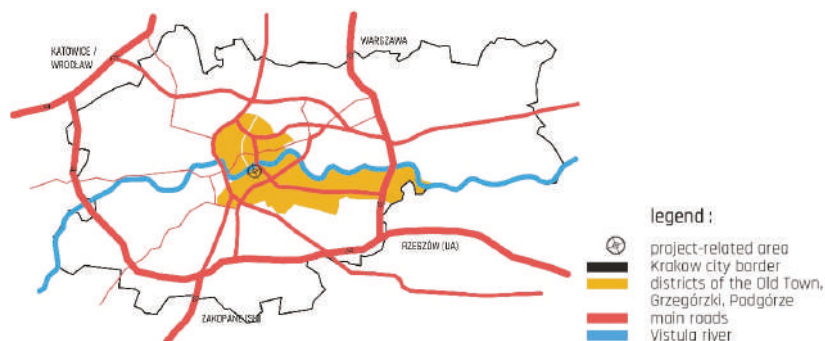 KATOWICE /
WROCŁAW
WARSZAWA
RZESZÓW (UA)
ZAKOPANE (SK)
legend :
project-related area
Krakow city border
districts of the Old Town,
Grzegórzki, Podgórze
main roads
Vistula river